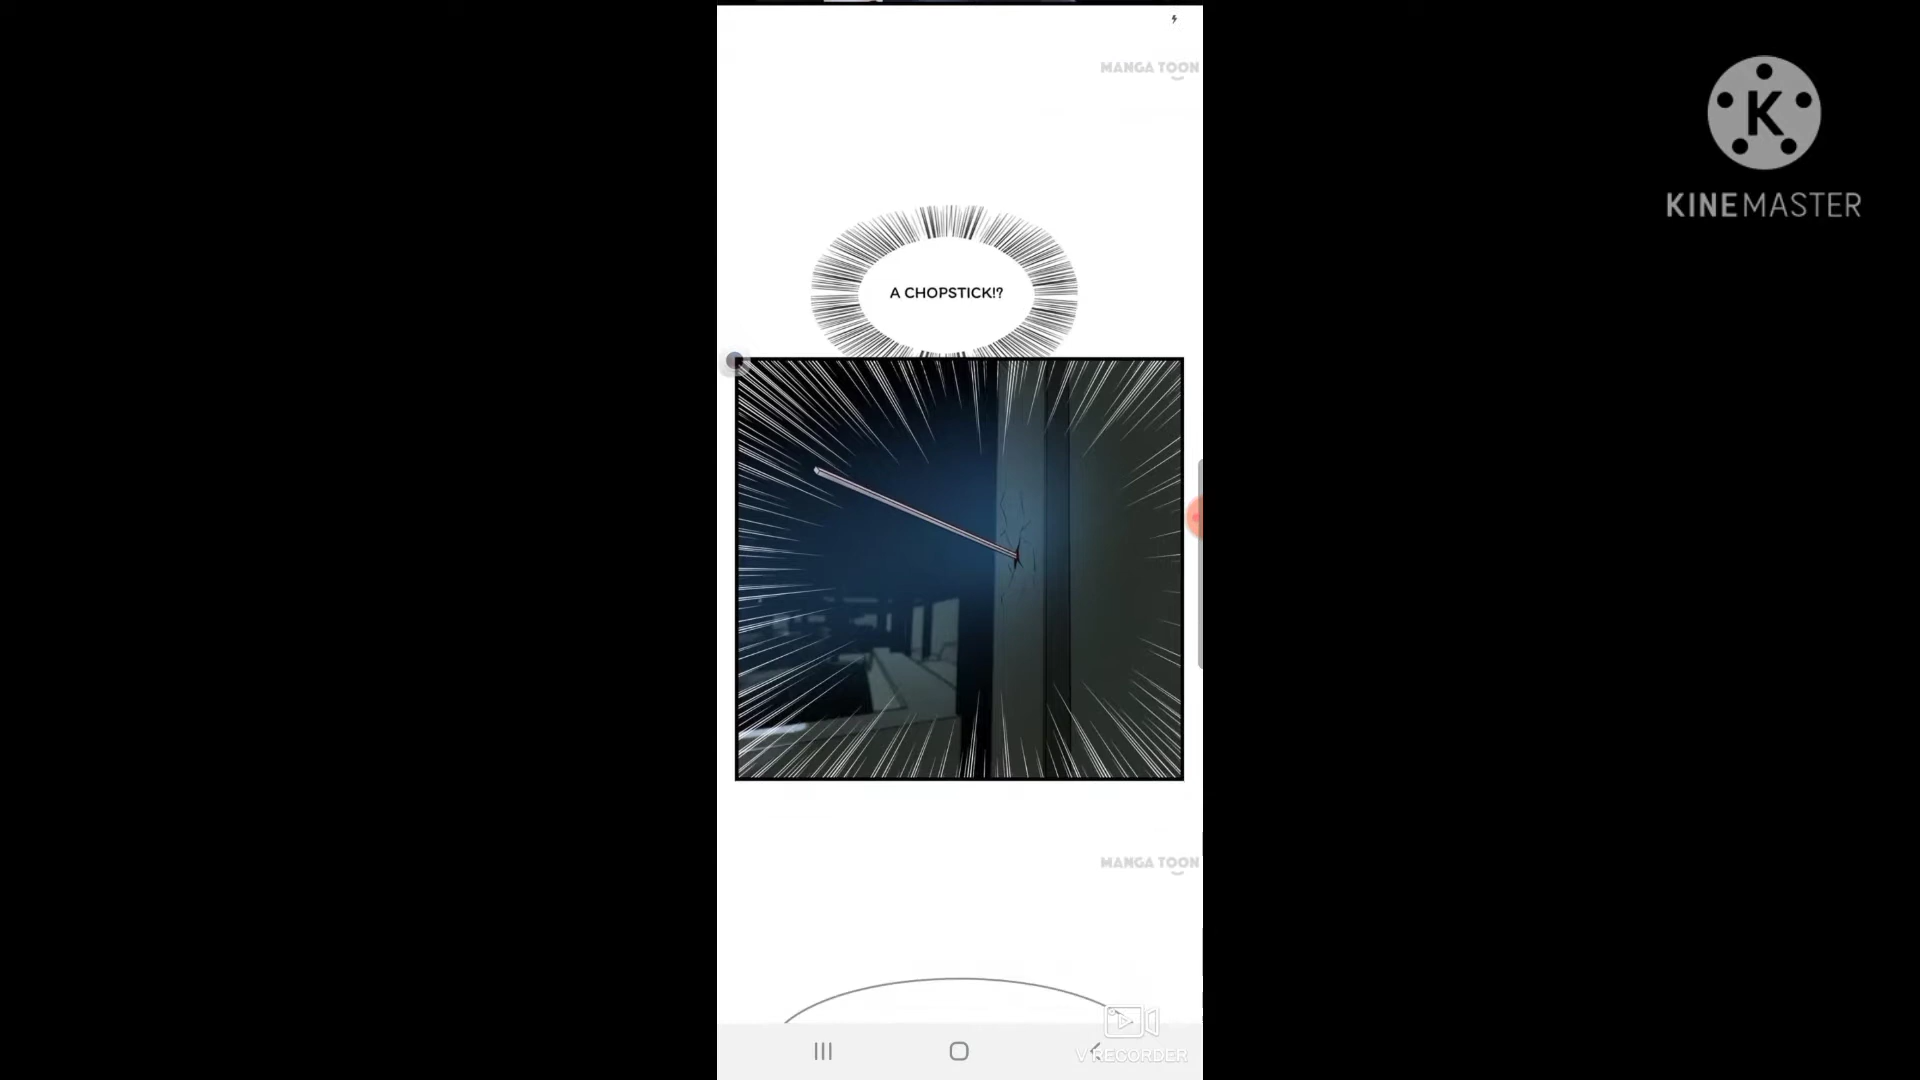 MANGA TOON
KINEMASTER
A CHOPSTICK!?
MANGA TOON
V RECORDER